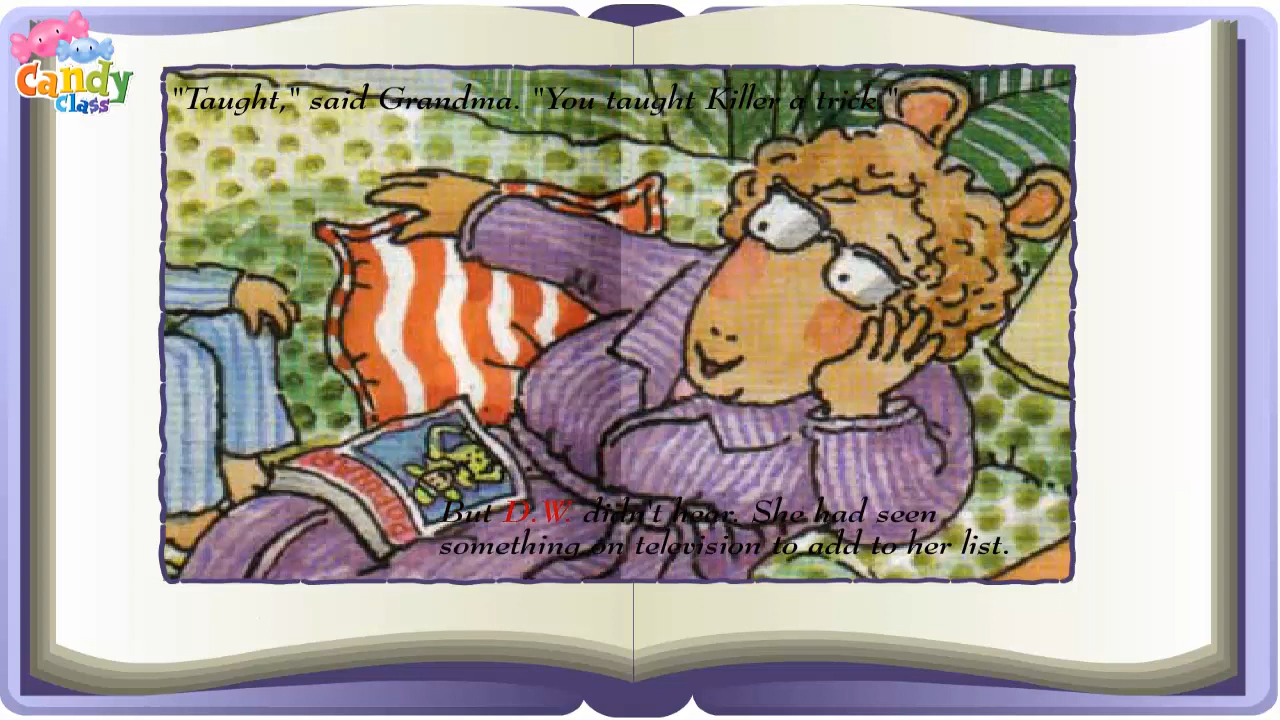 Candy
Class
"Taught," said Grandma. "You taught Killer a trick."
But D.W. didn't hear. She had seen
something on television to add to her list.